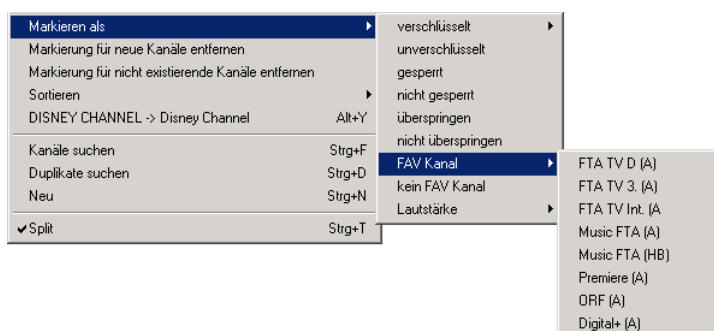 Markieren als
Markierung für neue Kanäle entfernen
Markierung für nicht existierende Kanäle entfernen
Sortieren
DISNEY CHANNEL -> Disney Channel Alt+Y
Kanäle suchen Strg+F
Duplikate suchen Strg+D
Neu Strg+N
Split Strg+T
verschlüsselt
unverschlüsselt
gesperrt
nicht gesperrt
überspringen
nicht überspringen
FAV Kanal
kein FAV Kanal
Lautstärke
FTA TV D (A)
FTA TV 3. (A)
FTA TV Int. (A
Music FTA (A)
Music FTA (HB)
Premiere (A)
ORF (A)
Digital+ (A)